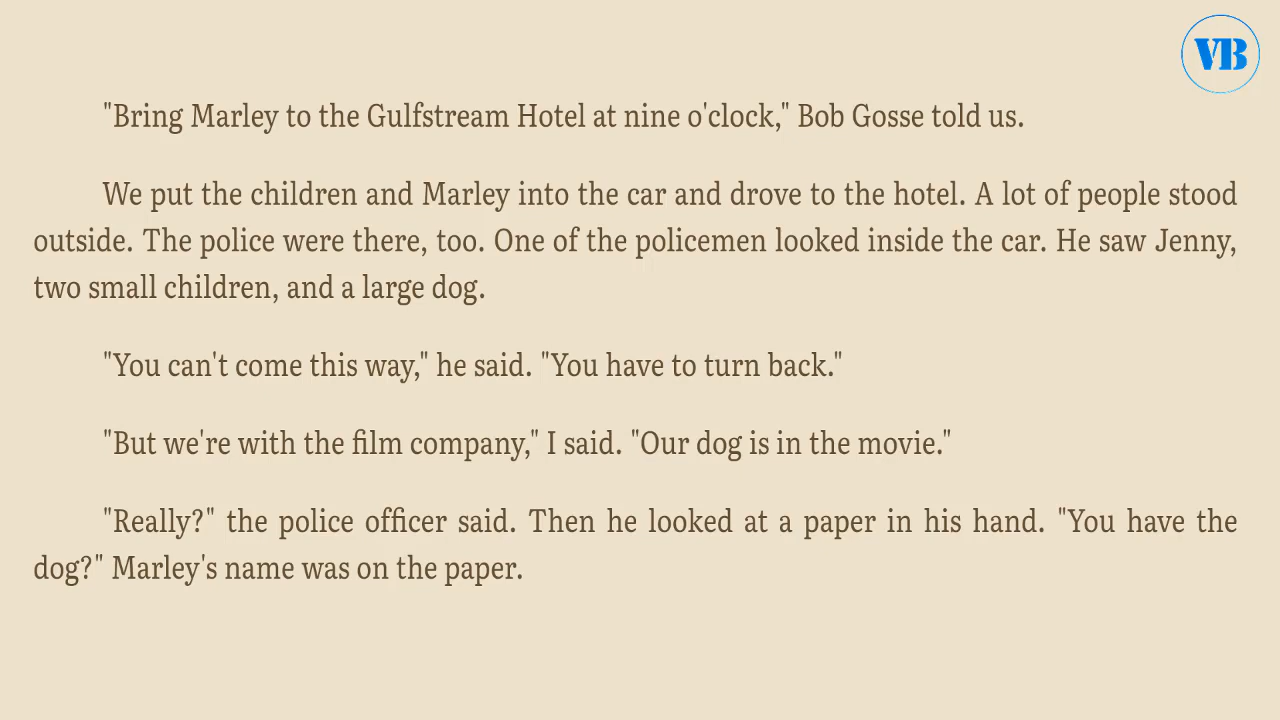 VB
"Bring Marley to the Gulfstream Hotel at nine o'clock," Bob Gosse told us.
We put the children and Marley into the car and drove to the hotel. A lot of people stood
outside. The police were there, too. One of the policemen looked inside the car. He saw Jenny,
two small children, and a large dog.
"You can't come this way," he said. "You have to turn back."
"But we're with the film company," I said. "Our dog is in the movie."
"Really?" the police officer said. Then he looked at a paper in his hand. "You have the
dog?" Marley's name was on the paper.